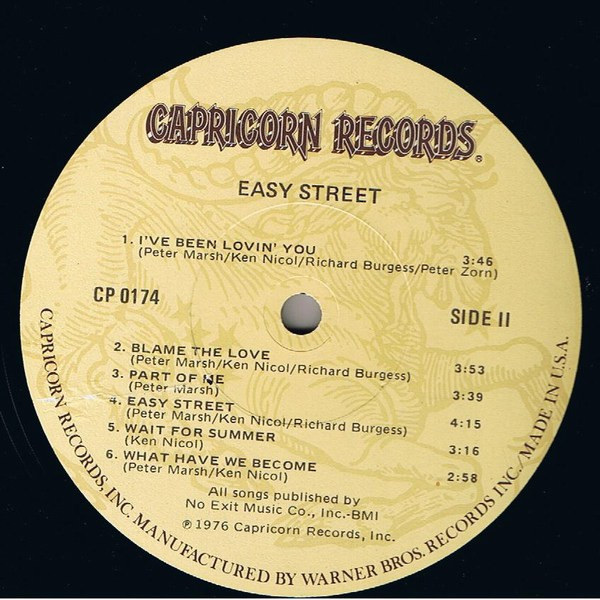 CAPRICORN RECORDS®
EASY STREET
1. I'VE BEEN LOVIN' YOU 3:46
(Peter Marsh/Ken Nicol/Richard Burgess/Peter Zorn)
CP 0174 SIDE II
2. BLAME THE LOVE
(Peter Marsh/Ken Nicol/Richard Burgess) 3:53
3. PART OF ME
(Peter Marsh) 3:39
4. EASY STREET
(Peter Marsh/Ken Nicol/Richard Burgess) 4:15
5. WAIT FOR SUMMER
(Ken Nicol) 3:16
6. WHAT HAVE WE BECOME
(Peter Marsh/Ken Nicol) 2:58
All songs published by
No Exit Music Co., Inc.-BMI
℗ 1976 Capricorn Records, Inc.
CAPRICORN RECORDS, INC. MANUFACTURED BY WARNER BROS. RECORDS INC./MADE IN U.S.A.